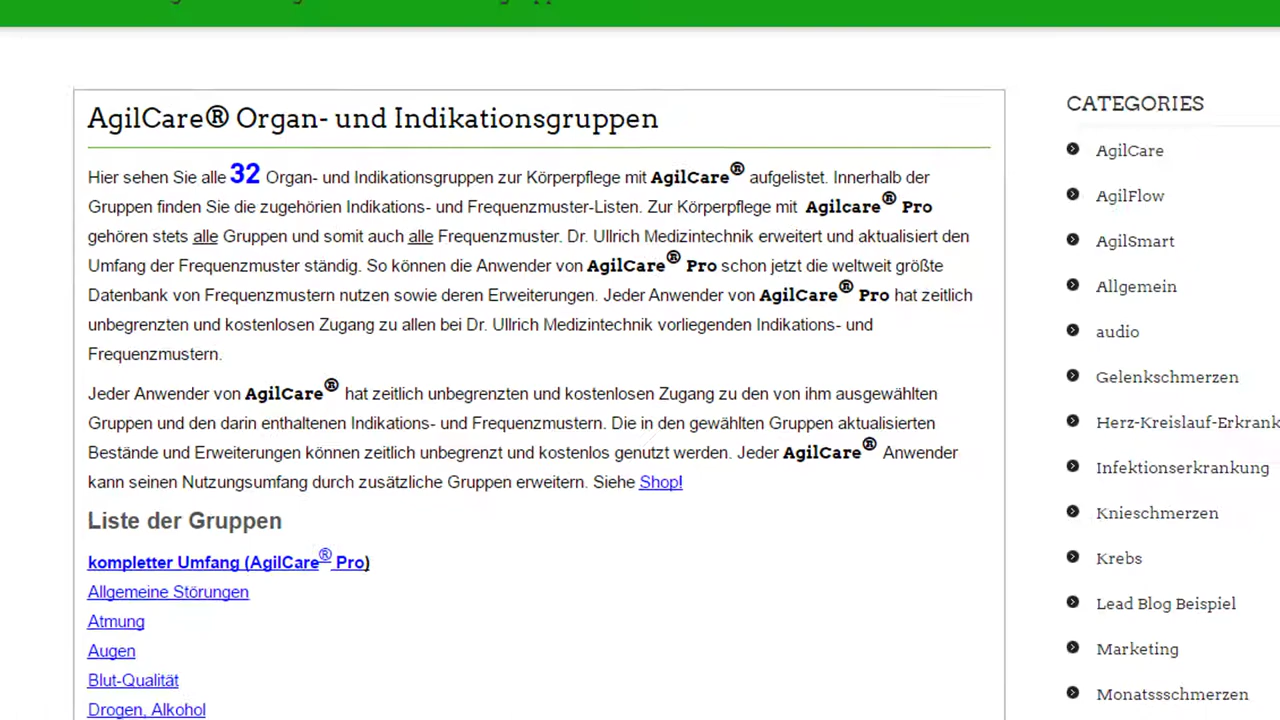 AgilCare® Organ- und Indikationsgruppen
Hier sehen Sie alle 32 Organ- und Indikationsgruppen zur Körperpflege mit AgilCare® aufgelistet. Innerhalb der
Gruppen finden Sie die zugehörien Indikations- und Frequenzmuster-Listen. Zur Körperpflege mit Agilcare® Pro
gehören stets alle Gruppen und somit auch alle Frequenzmuster. Dr. Ullrich Medizintechnik erweitert und aktualisiert den
Umfang der Frequenzmuster ständig. So können die Anwender von AgilCare® Pro schon jetzt die weltweit größte
Datenbank von Frequenzmustern nutzen sowie deren Erweiterungen. Jeder Anwender von AgilCare® Pro hat zeitlich
unbegrenzten und kostenlosen Zugang zu allen bei Dr. Ullrich Medizintechnik vorliegenden Indikations- und
Frequenzmustern.
Jeder Anwender von AgilCare® hat zeitlich unbegrenzten und kostenlosen Zugang zu den von ihm ausgewählten
Gruppen und den darin enthaltenen Indikations- und Frequenzmustern. Die in den gewählten Gruppen aktualisierten
Bestände und Erweiterungen können zeitlich unbegrenzt und kostenlos genutzt werden. Jeder AgilCare® Anwender
kann seinen Nutzungsumfang durch zusätzliche Gruppen erweitern. Siehe Shop!
Liste der Gruppen
kompletter Umfang (AgilCare® Pro)
Allgemeine Störungen
Atmung
Augen
Blut-Qualität
Drogen, Alkohol
CATEGORIES
AgilCare
AgilFlow
AgilSmart
Allgemein
audio
Gelenkschmerzen
Herz-Kreislauf-Erkrank
Infektionserkrankung
Knieschmerzen
Krebs
Lead Blog Beispiel
Marketing
Monatssschmerzen